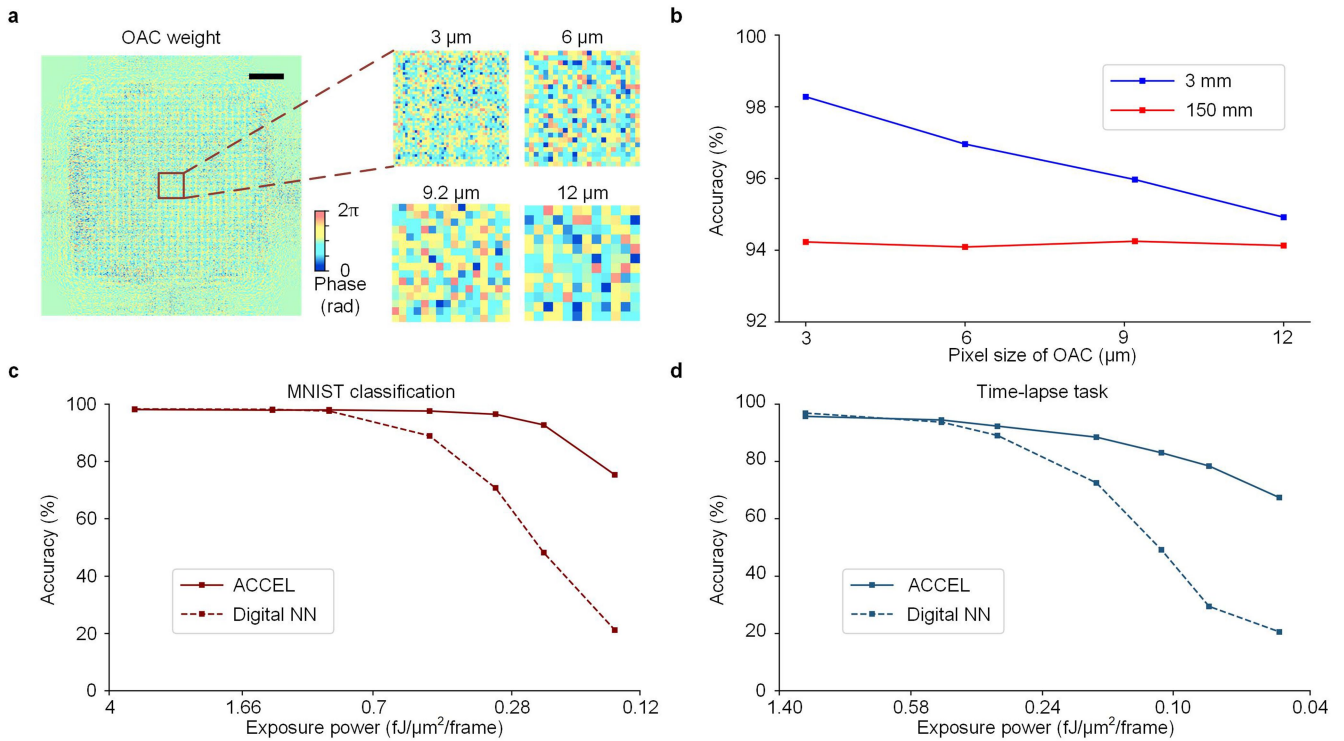 a
OAC weight
3 µm
6 µm
9.2 µm
12 µm
2π
0
Phase
(rad)
b
100
98
96
94
92
Accuracy (%)
3 mm
150 mm
3
6
9
12
Pixel size of OAC (µm)
c
MNIST classification
100
80
60
40
20
0
Accuracy (%)
ACCEL
Digital NN
4
1.66
0.7
0.28
0.12
Exposure power (fJ/µm²/frame)
d
Time-lapse task
100
80
60
40
20
0
Accuracy (%)
ACCEL
Digital NN
1.40
0.58
0.24
0.10
0.04
Exposure power (fJ/µm²/frame)